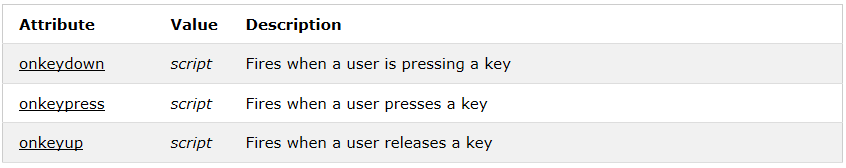 Attribute Value Description
onkeydown script Fires when a user is pressing a key
onkeypress script Fires when a user presses a key
onkeyup script Fires when a user releases a key